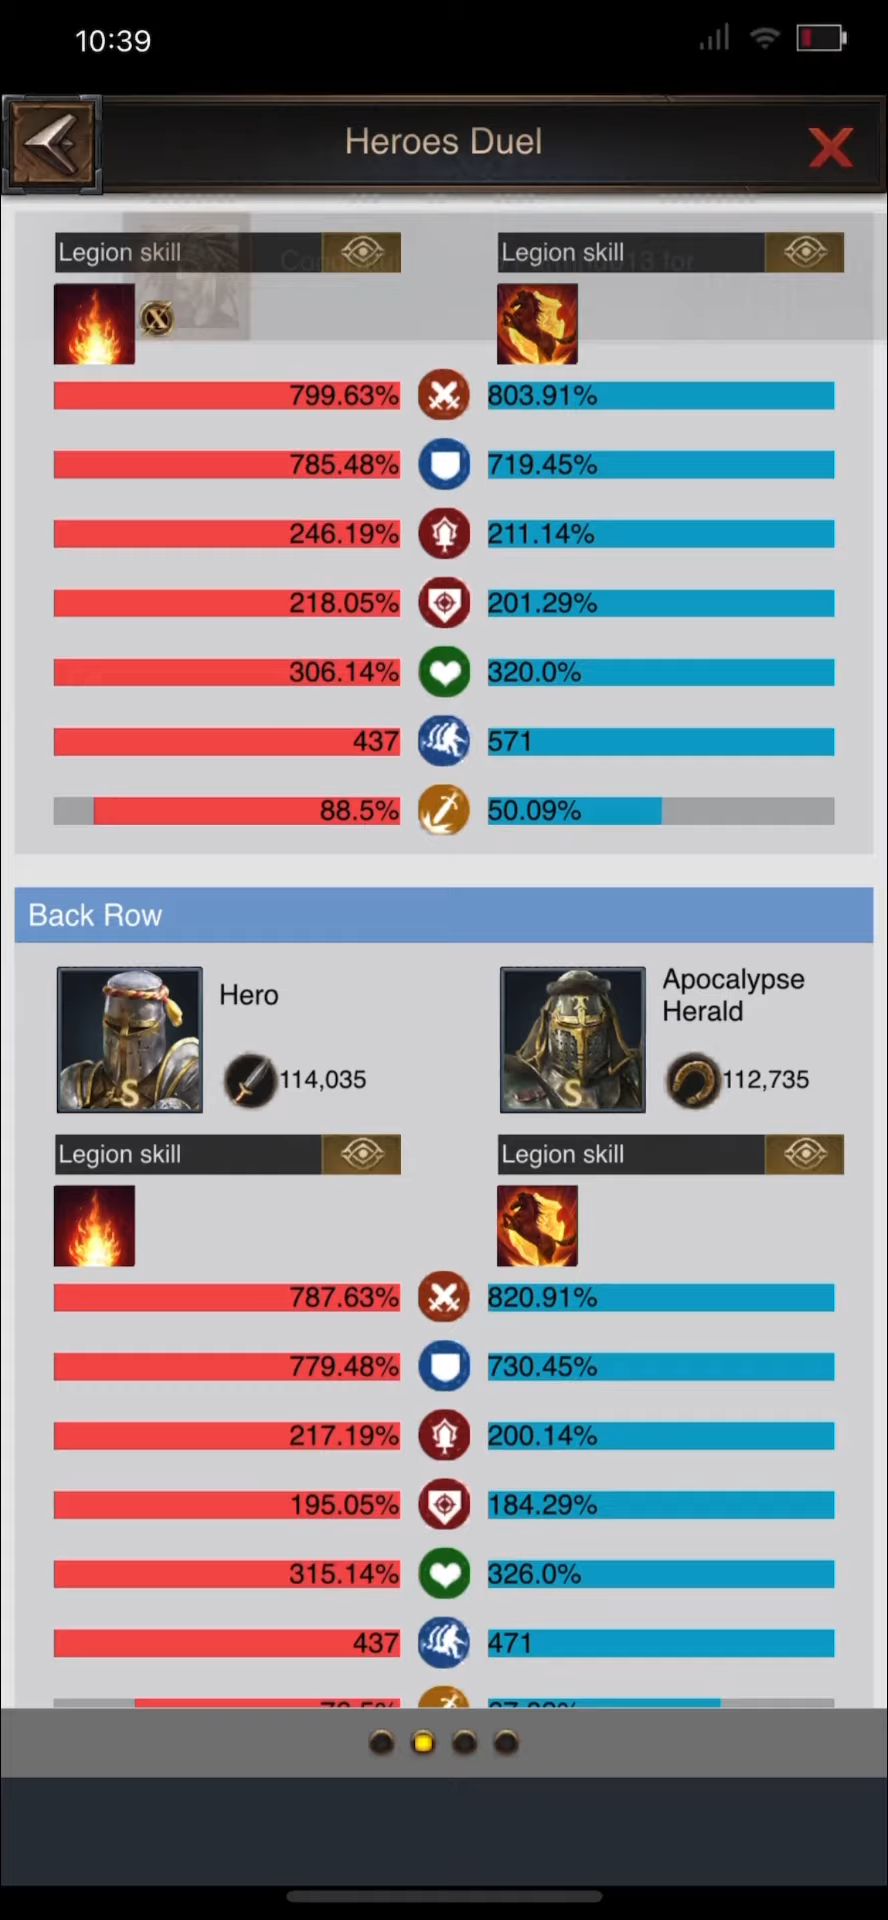 10:39
Heroes Duel
Legion skill Legion skill
799.63% 803.91%
785.48% 719.45%
246.19% 211.14%
218.05% 201.29%
306.14% 320.0%
437 571
88.5% 50.09%
Back Row
Hero
Apocalypse
Herald
S 114,035
S 112,735
Legion skill Legion skill
787.63% 820.91%
779.48% 730.45%
217.19% 200.14%
195.05% 184.29%
315.14% 326.0%
437 471